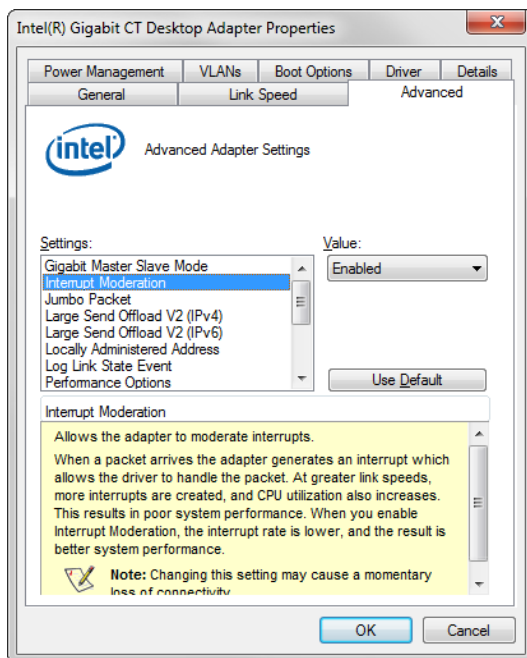 Intel(R) Gigabit CT Desktop Adapter Properties
Power Management VLANs Boot Options Driver Details
General Link Speed Advanced
intel Advanced Adapter Settings
Settings: Value:
Gigabit Master Slave Mode Enabled
Interrupt Moderation
Jumbo Packet
Large Send Offload V2 (IPv4)
Large Send Offload V2 (IPv6)
Locally Administered Address
Log Link State Event
Performance Options Use Default
Interrupt Moderation
Allows the adapter to moderate interrupts.
When a packet arrives the adapter generates an interrupt which
allows the driver to handle the packet. At greater link speeds,
more interrupts are created, and CPU utilization also increases.
This results in poor system performance. When you enable
Interrupt Moderation, the interrupt rate is lower, and the result is
better system performance.
Note: Changing this setting may cause a momentary
loss of connectivity
OK Cancel